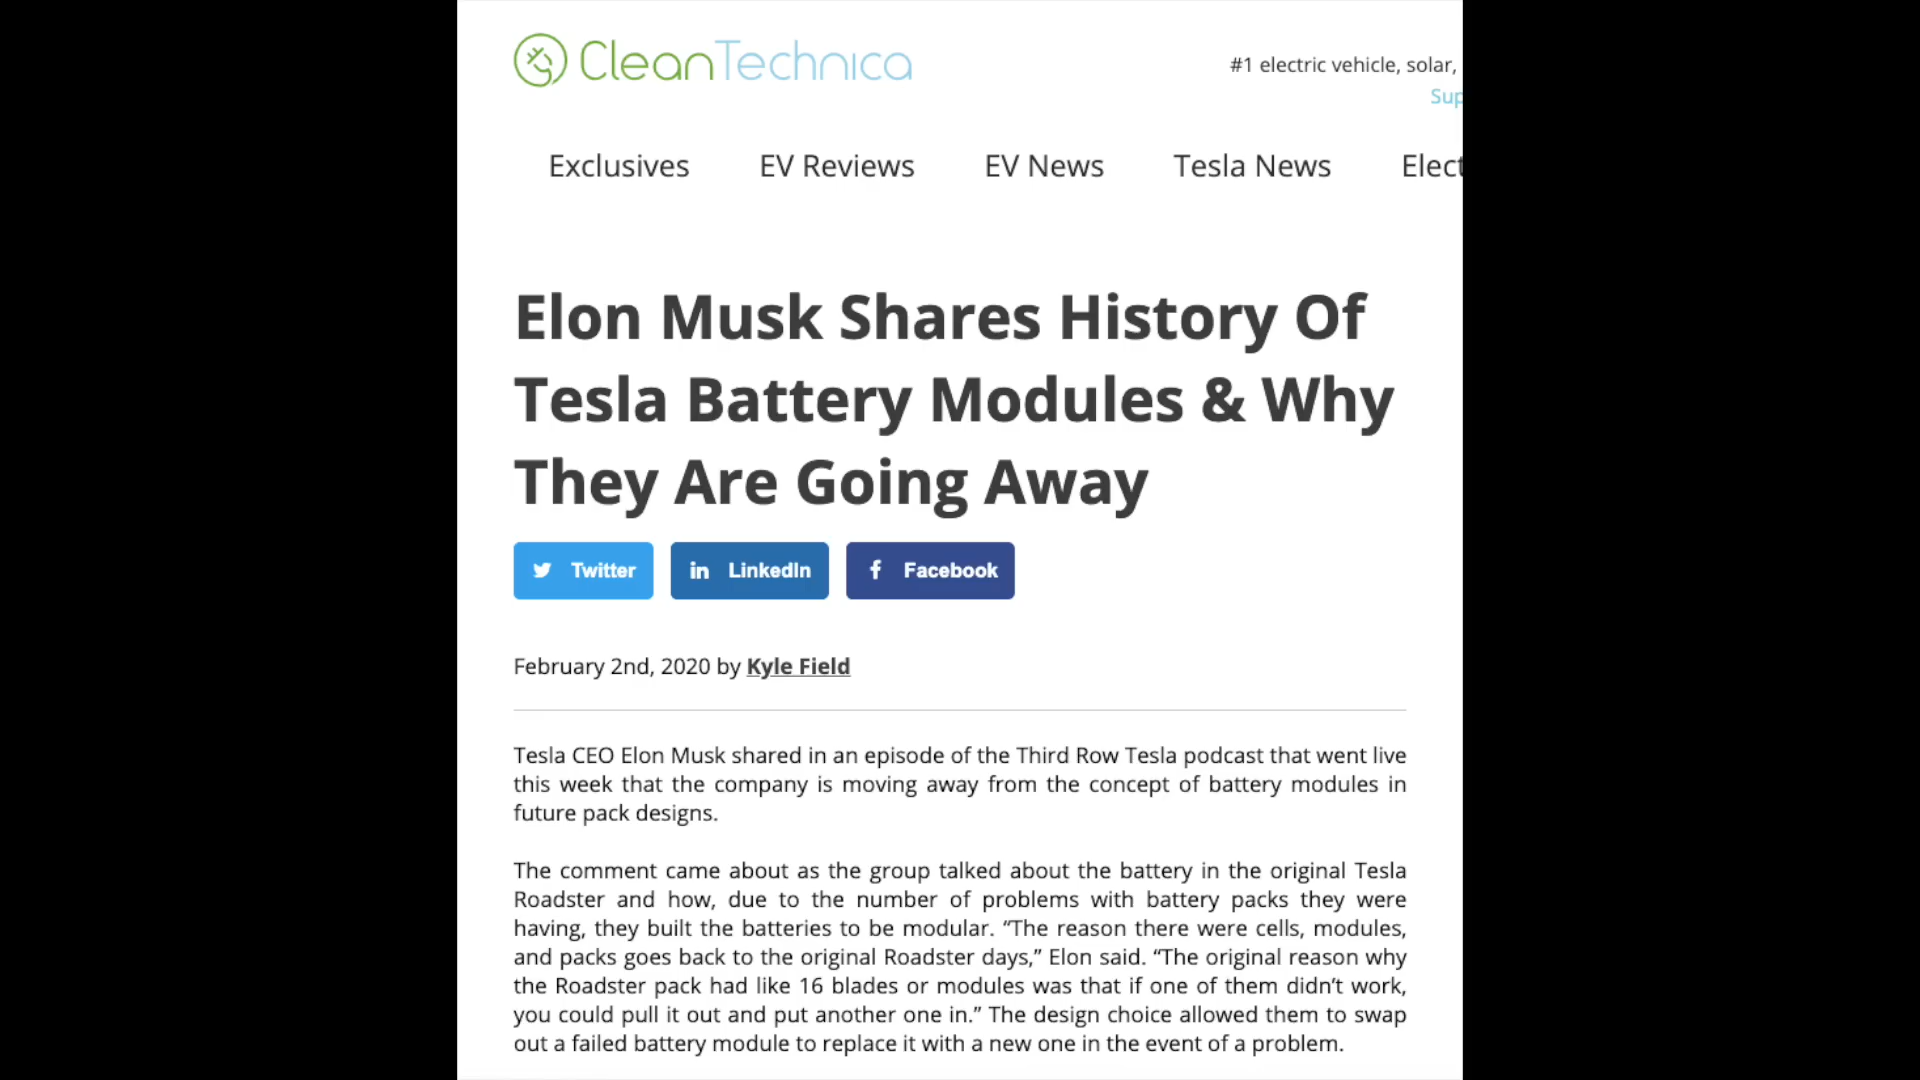 CleanTechnica
#1 electric vehicle, solar,
Sup
Exclusives EV Reviews EV News Tesla News Elect
Elon Musk Shares History Of
Tesla Battery Modules & Why
They Are Going Away
Twitter LinkedIn Facebook
February 2nd, 2020 by Kyle Field
Tesla CEO Elon Musk shared in an episode of the Third Row Tesla podcast that went live
this week that the company is moving away from the concept of battery modules in
future pack designs.
The comment came about as the group talked about the battery in the original Tesla
Roadster and how, due to the number of problems with battery packs they were
having, they built the batteries to be modular. “The reason there were cells, modules,
and packs goes back to the original Roadster days,” Elon said. “The original reason why
the Roadster pack had like 16 blades or modules was that if one of them didn’t work,
you could pull it out and put another one in.” The design choice allowed them to swap
out a failed battery module to replace it with a new one in the event of a problem.